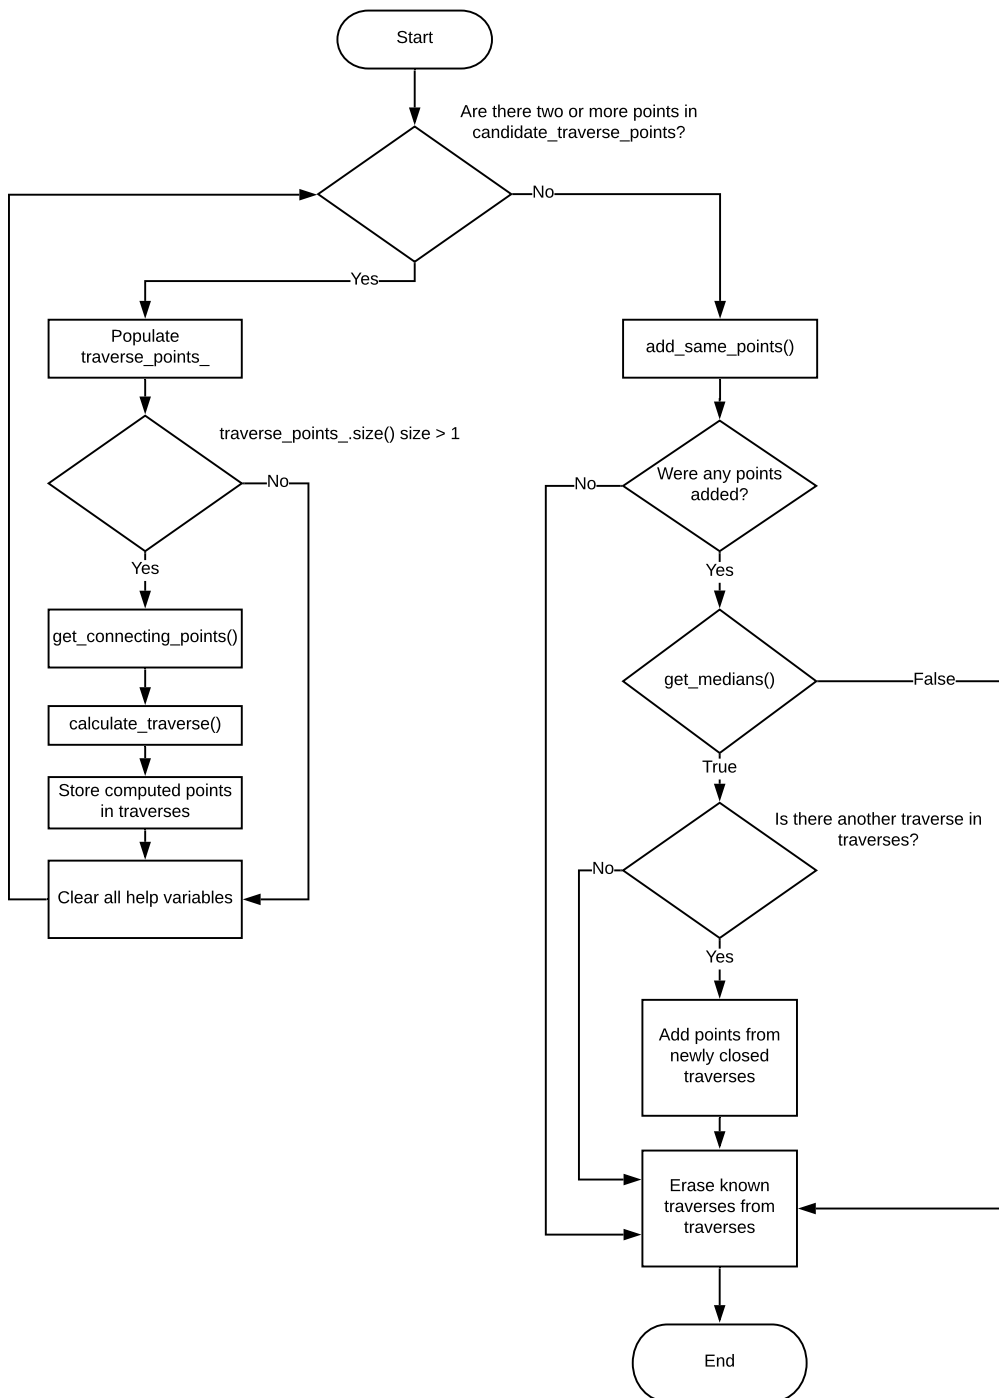 Start
Are there two or more points in
candidate_traverse_points?
No
Yes
Populate
traverse_points_
add_same_points()
traverse_points_.size() size > 1
No
Yes
get_connecting_points()
calculate_traverse()
Store computed points
in traverses
Clear all help variables
Were any points
added?
No
Yes
get_medians()
False
True
Is there another traverse in
traverses?
No
Yes
Add points from
newly closed
traverses
Erase known
traverses from
traverses
End